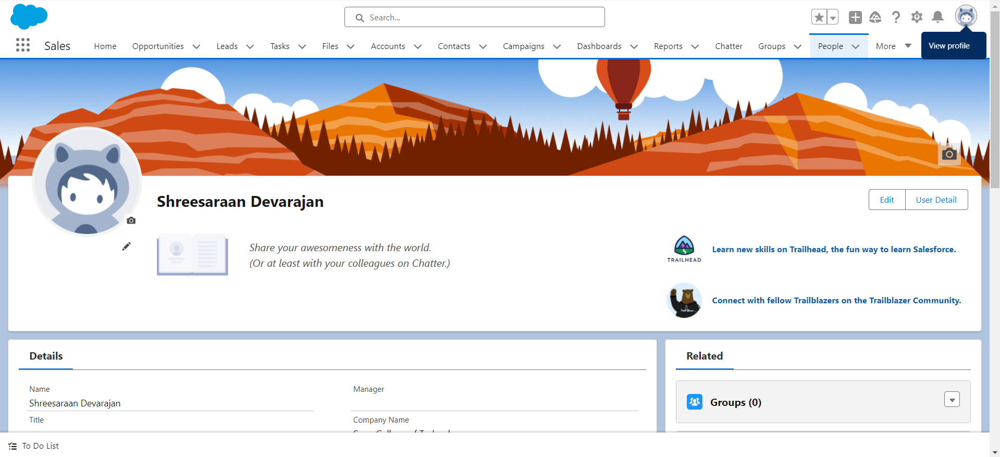 Search...
Sales
Home
Opportunities
Leads
Tasks
Files
Accounts
Contacts
Campaigns
Dashboards
Reports
Chatter
Groups
People
More
View profile
Shreesaraan Devarajan
Edit
User Detail
Share your awesomeness with the world.
(Or at least with your colleagues on Chatter.)
TRAILHEAD
Learn new skills on Trailhead, the fun way to learn Salesforce.
Connect with fellow Trailblazers on the Trailblazer Community.
Details
Name
Shreesaraan Devarajan
Title
Manager
Company Name
Related
Groups (0)
To Do List